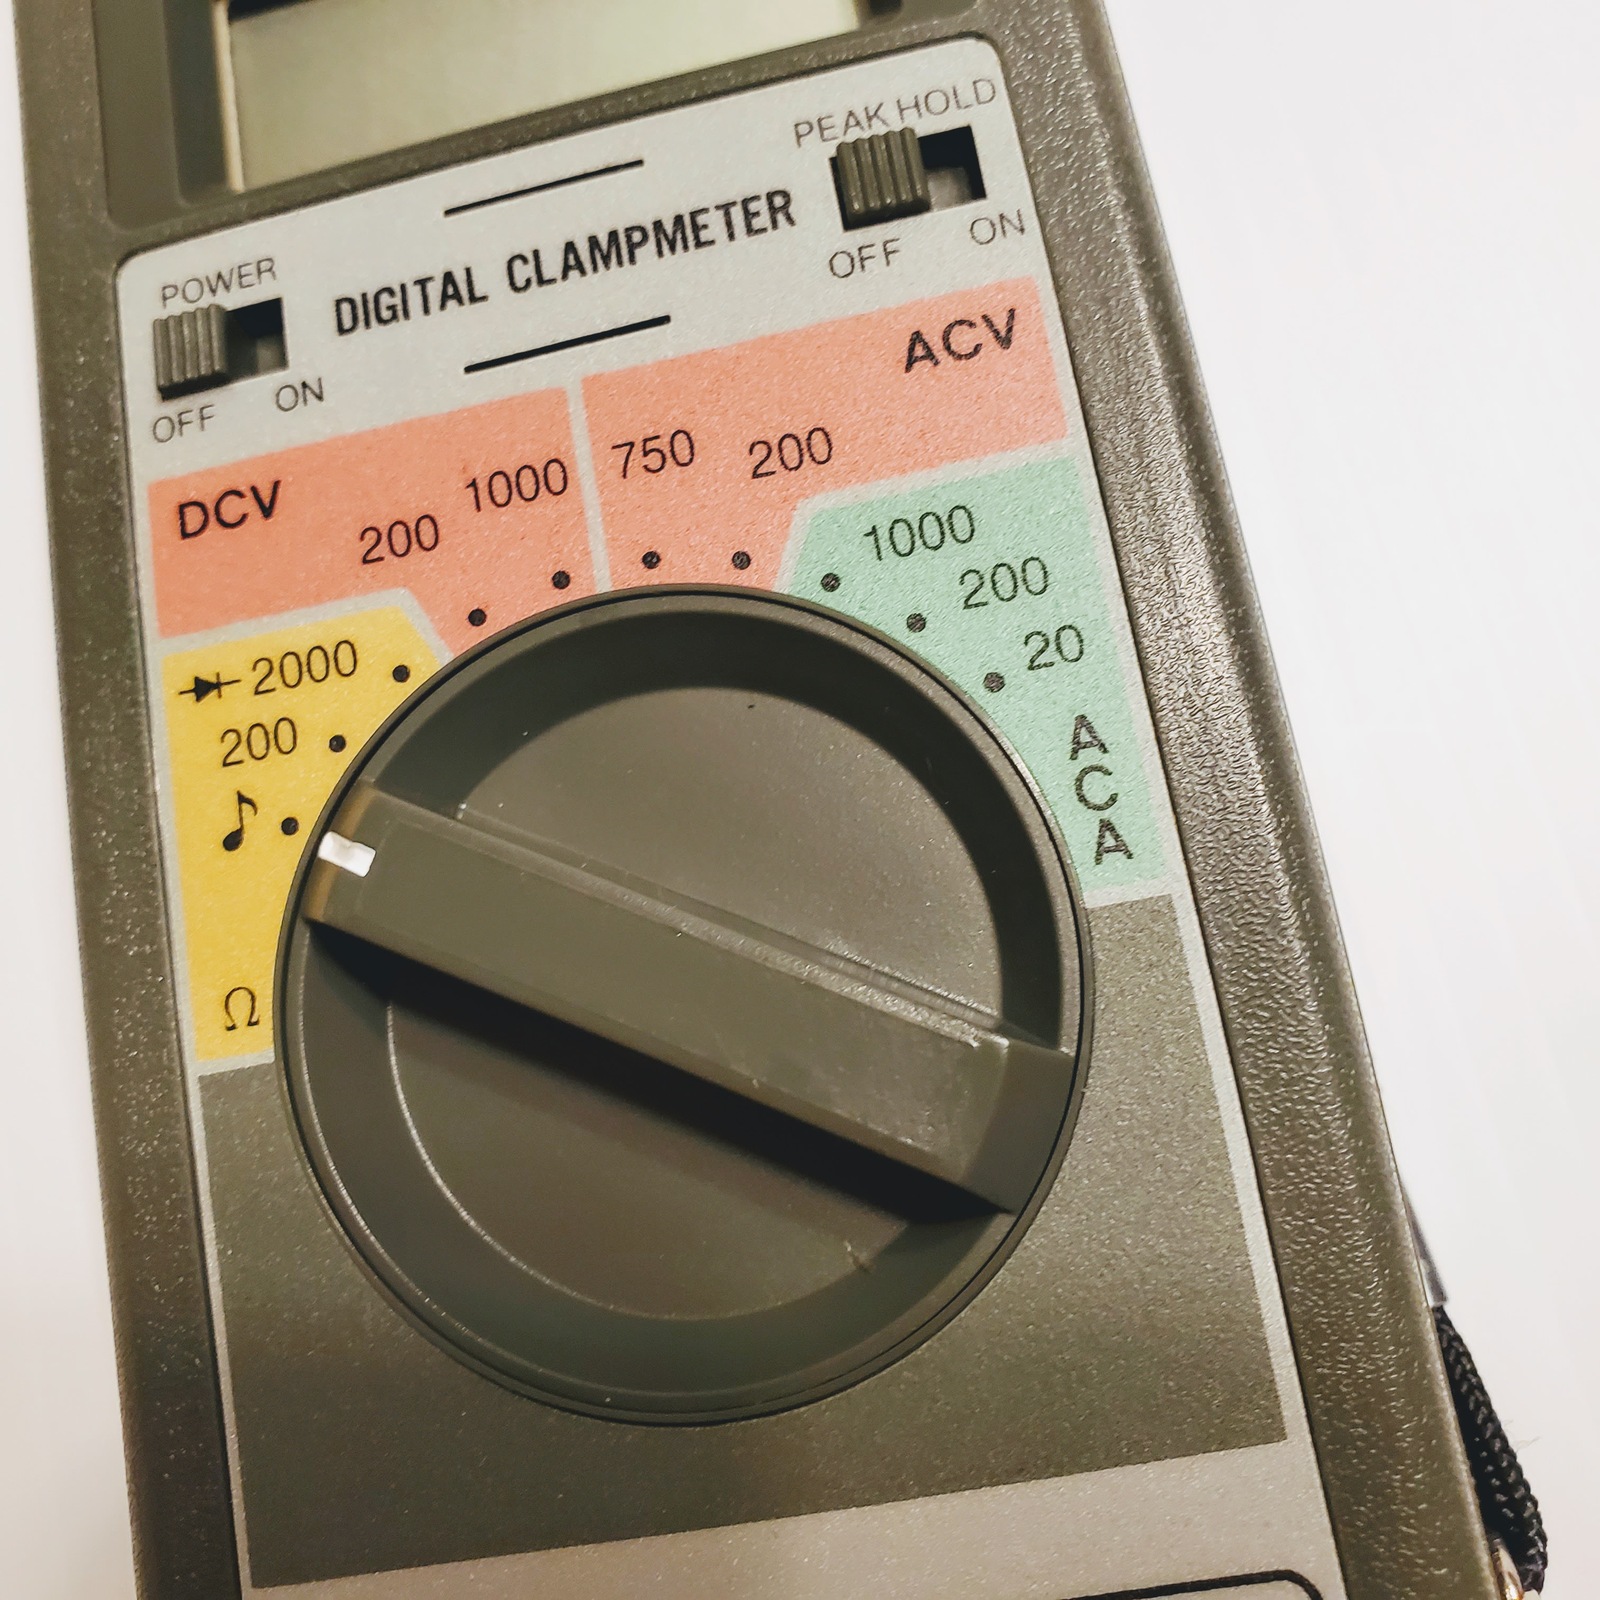 PEAK HOLD
OFF ON
DIGITAL CLAMPMETER
POWER
OFF ON
DCV
200 1000
ACV
750 200
1000
200
20
ACA
2000
200
Ω